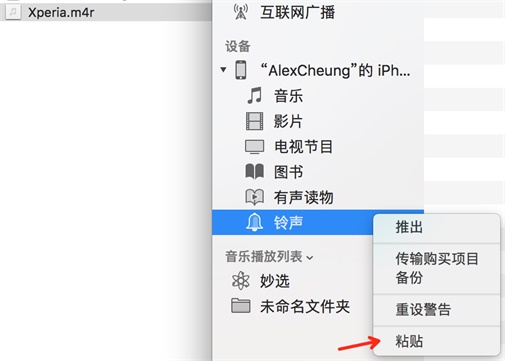 Xperia.m4r
互联网广播
设备
“AlexCheung”的 iPh...
音乐
影片
电视节目
图书
有声读物
铃声
音乐播放列表
妙选
未命名文件夹
推出
传输购买项目
备份
重设警告
粘贴